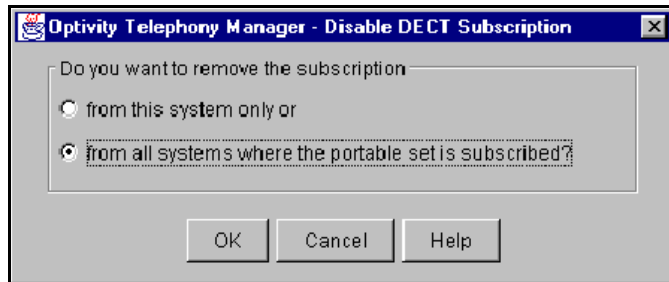 Optivity Telephony Manager - Disable DECT Subscription
Do you want to remove the subscription
from this system only or
from all systems where the portable set is subscribed?
OK Cancel Help